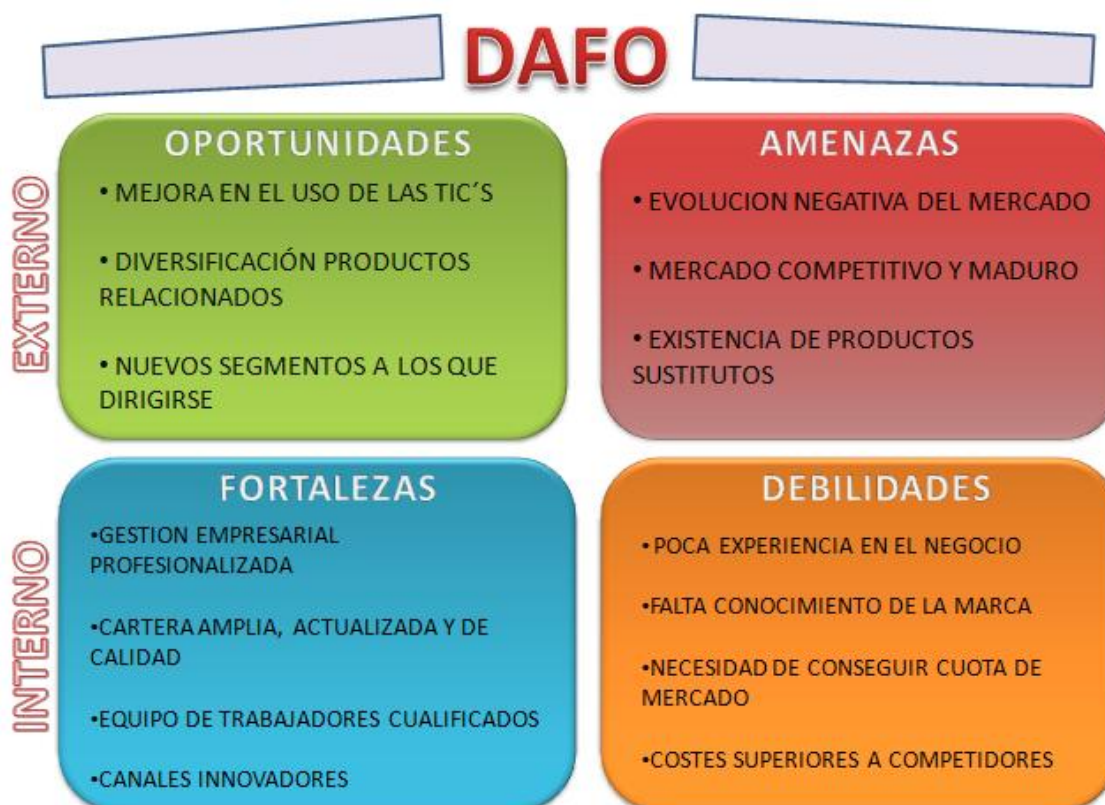 DAFO
EXTERNO
OPORTUNIDADES
• MEJORA EN EL USO DE LAS TIC´S
• DIVERSIFICACIÓN PRODUCTOS
RELACIONADOS
• NUEVOS SEGMENTOS A LOS QUE
DIRIGIRSE
AMENAZAS
• EVOLUCION NEGATIVA DEL MERCADO
• MERCADO COMPETITIVO Y MADURO
• EXISTENCIA DE PRODUCTOS
SUSTITUTOS
INTERNO
FORTALEZAS
•GESTION EMPRESARIAL
PROFESIONALIZADA
•CARTERA AMPLIA, ACTUALIZADA Y DE
CALIDAD
•EQUIPO DE TRABAJADORES CUALIFICADOS
•CANALES INNOVADORES
DEBILIDADES
• POCA EXPERIENCIA EN EL NEGOCIO
•FALTA CONOCIMIENTO DE LA MARCA
•NECESIDAD DE CONSEGUIR CUOTA DE
MERCADO
•COSTES SUPERIORES A COMPETIDORES